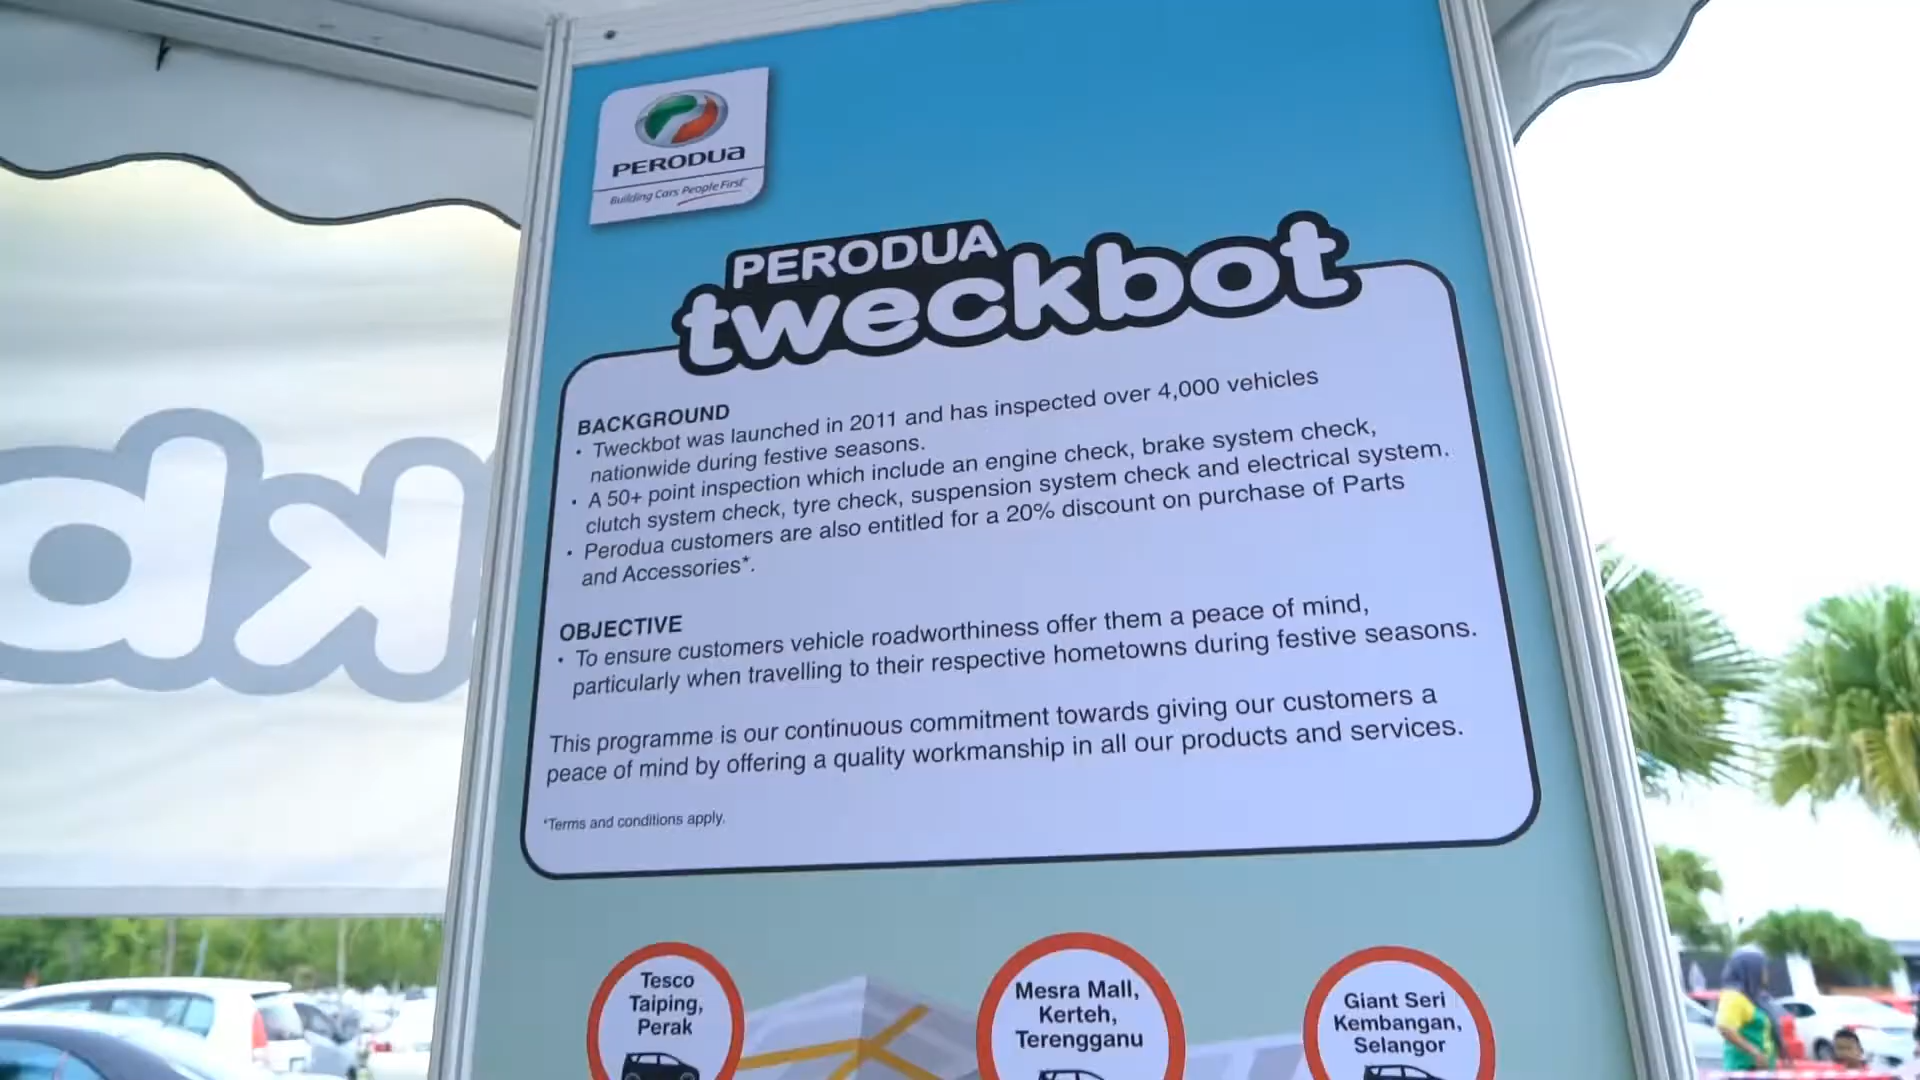 PERODUA
Building Cars People First
PERODUA
tweckbot
BACKGROUND
• Tweckbot was launched in 2011 and has inspected over 4,000 vehicles
nationwide during festive seasons.
• A 50+ point inspection which include an engine check, brake system check,
clutch system check, tyre check, suspension system check and electrical system.
• Perodua customers are also entitled for a 20% discount on purchase of Parts
and Accessories*.
OBJECTIVE
• To ensure customers vehicle roadworthiness offer them a peace of mind,
particularly when travelling to their respective hometowns during festive seasons.
This programme is our continuous commitment towards giving our customers a
peace of mind by offering a quality workmanship in all our products and services.
*Terms and conditions apply.
Tesco
Taiping,
Perak
Mesra Mall,
Kerteh,
Terengganu
Giant Seri
Kembangan,
Selangor